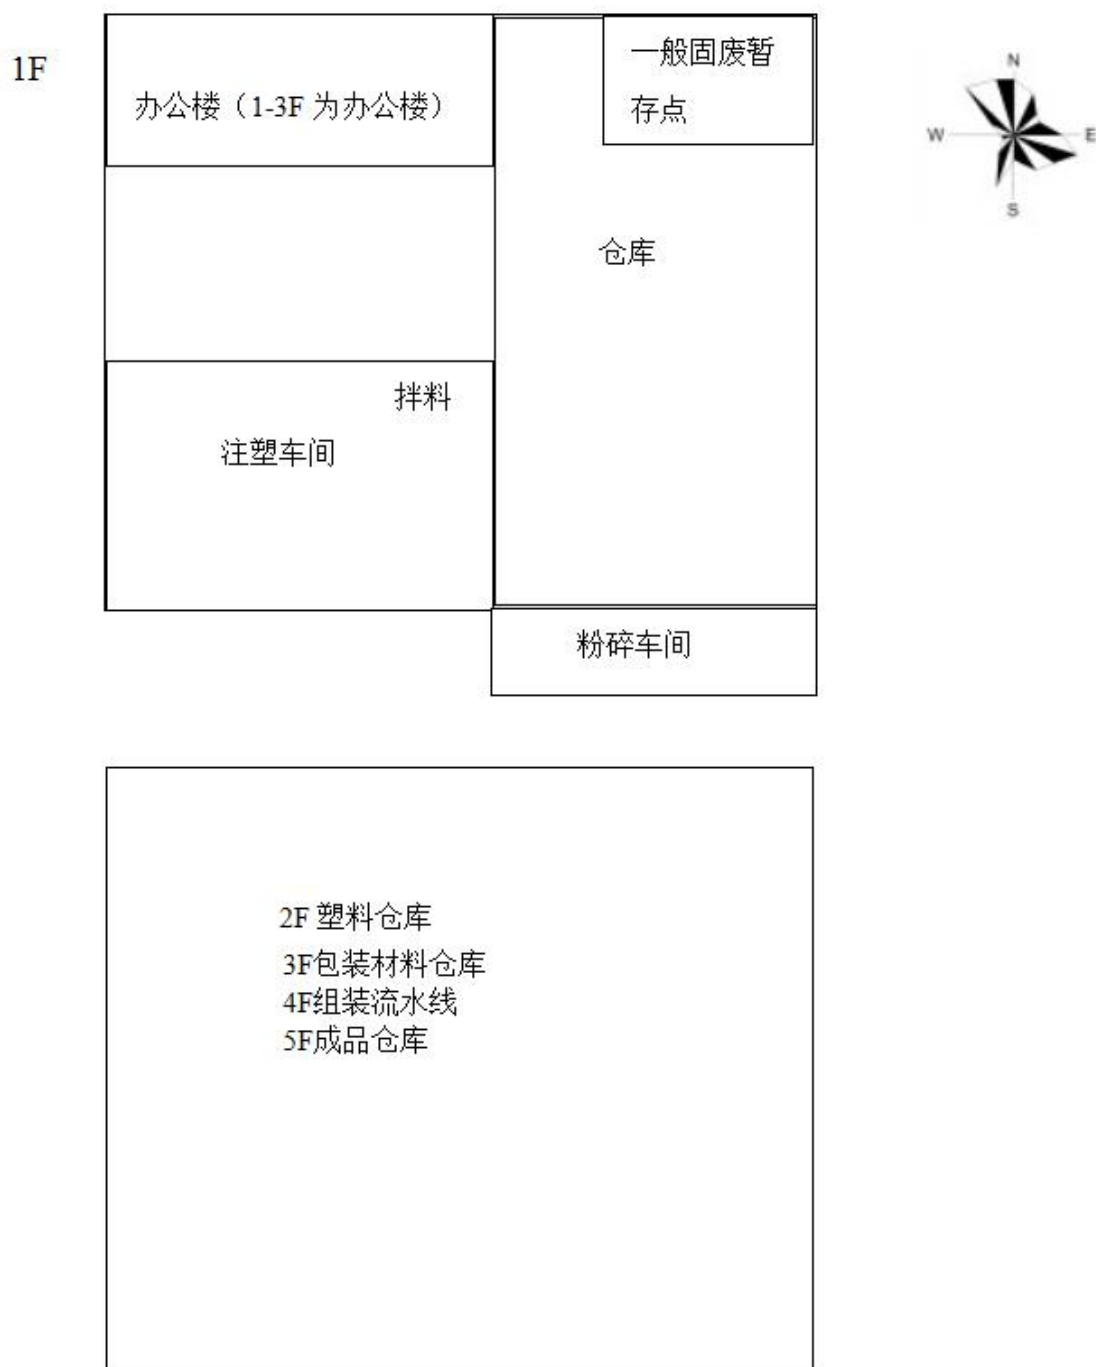 1F
办公楼（1-3F 为办公楼）
一般固废暂
存点
N
W
E
S
仓库
拌料
注塑车间
粉碎车间
2F 塑料仓库
3F包装材料仓库
4F组装流水线
5F成品仓库